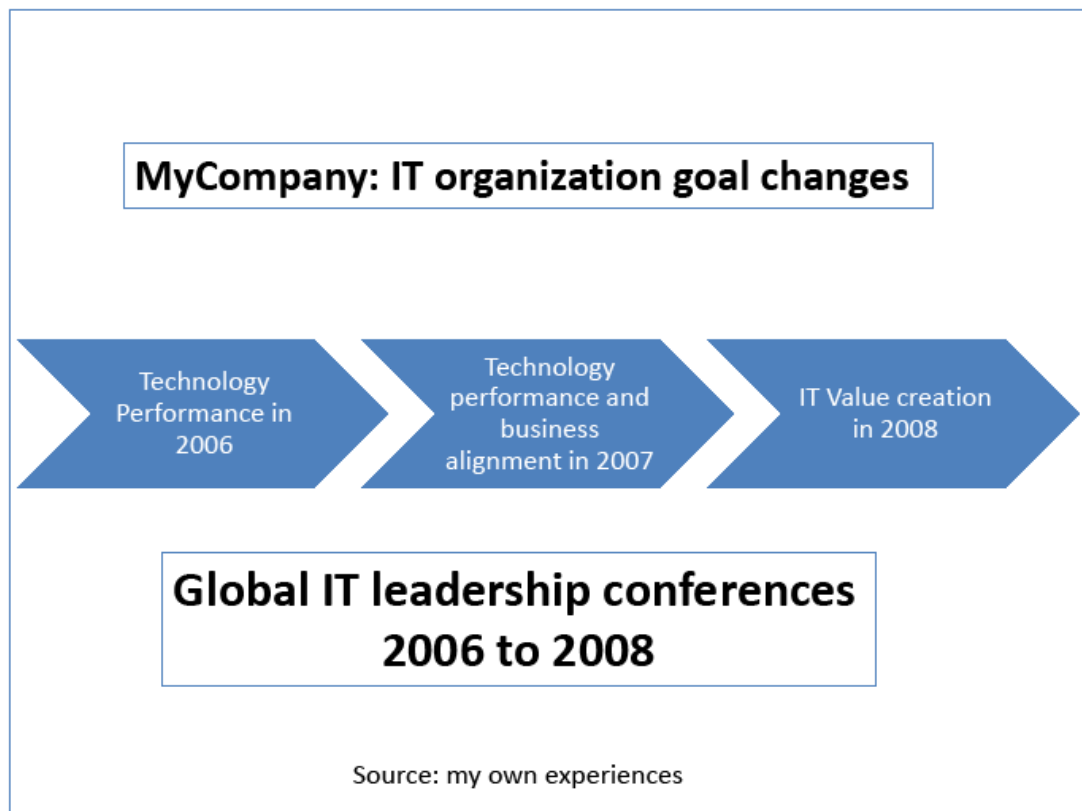 MyCompany: IT organization goal changes
Technology
Performance in
2006
Technology
performance and
business
alignment in 2007
IT Value creation
in 2008
Global IT leadership conferences
2006 to 2008
Source: my own experiences